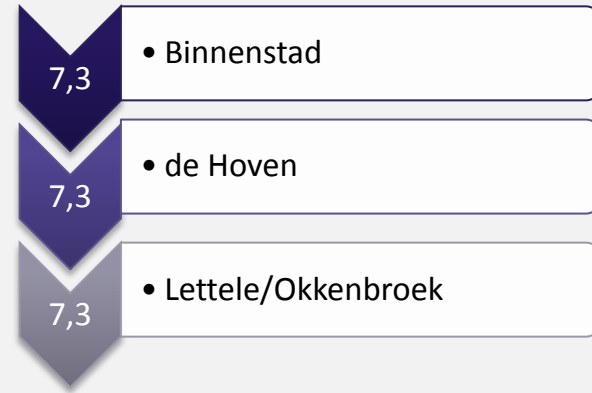 7,3
• Binnenstad
7,3
• de Hoven
7,3
• Lettele/Okkenbroek